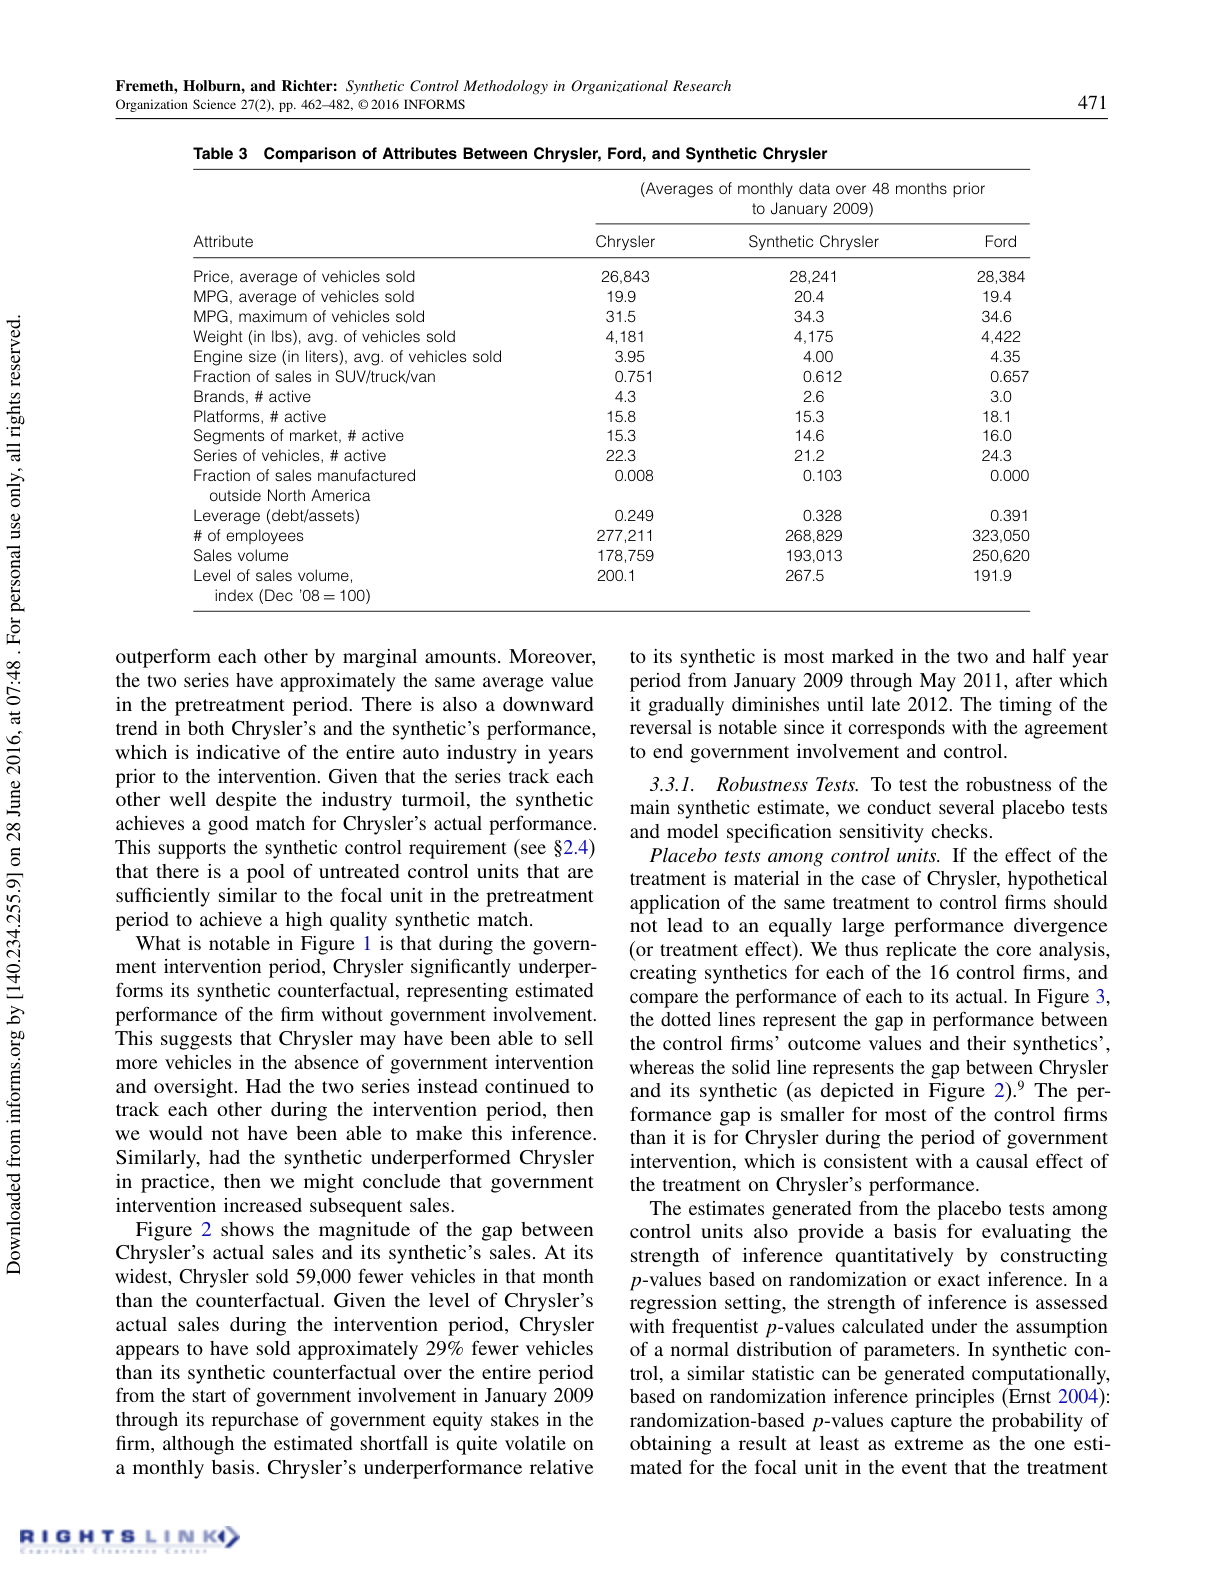 Fremeth, Holburn, and Richter: Synthetic Control Methodology in Organizational Research
Organization Science 27(2), pp. 462–482, © 2016 INFORMS
471
Table 3 Comparison of Attributes Between Chrysler, Ford, and Synthetic Chrysler
(Averages of monthly data over 48 months prior
to January 2009)
Attribute Chrysler Synthetic Chrysler Ford
Price, average of vehicles sold 26,843 28,241 28,384
MPG, average of vehicles sold 19.9 20.4 19.4
MPG, maximum of vehicles sold 31.5 34.3 34.6
Weight (in lbs), avg. of vehicles sold 4,181 4,175 4,422
Engine size (in liters), avg. of vehicles sold 3.95 4.00 4.35
Fraction of sales in SUV/truck/van 0.751 0.612 0.657
Brands, # active 4.3 2.6 3.0
Platforms, # active 15.8 15.3 18.1
Segments of market, # active 15.3 14.6 16.0
Series of vehicles, # active 22.3 21.2 24.3
Fraction of sales manufactured 0.008 0.103 0.000
outside North America
Leverage (debt/assets) 0.249 0.328 0.391
# of employees 277,211 268,829 323,050
Sales volume 178,759 193,013 250,620
Level of sales volume, 200.1 267.5 191.9
index (Dec '08 = 100)
outperform each other by marginal amounts. Moreover,
the two series have approximately the same average value
in the pretreatment period. There is also a downward
trend in both Chrysler's and the synthetic's performance,
which is indicative of the entire auto industry in years
prior to the intervention. Given that the series track each
other well despite the industry turmoil, the synthetic
achieves a good match for Chrysler's actual performance.
This supports the synthetic control requirement (see §2.4)
that there is a pool of untreated control units that are
sufficiently similar to the focal unit in the pretreatment
period to achieve a high quality synthetic match.
What is notable in Figure 1 is that during the govern-
ment intervention period, Chrysler significantly underper-
forms its synthetic counterfactual, representing estimated
performance of the firm without government involvement.
This suggests that Chrysler may have been able to sell
more vehicles in the absence of government intervention
and oversight. Had the two series instead continued to
track each other during the intervention period, then
we would not have been able to make this inference.
Similarly, had the synthetic underperformed Chrysler
in practice, then we might conclude that government
intervention increased subsequent sales.
Figure 2 shows the magnitude of the gap between
Chrysler's actual sales and its synthetic's sales. At its
widest, Chrysler sold 59,000 fewer vehicles in that month
than the counterfactual. Given the level of Chrysler's
actual sales during the intervention period, Chrysler
appears to have sold approximately 29% fewer vehicles
than its synthetic counterfactual over the entire period
from the start of government involvement in January 2009
through its repurchase of government equity stakes in the
firm, although the estimated shortfall is quite volatile on
a monthly basis. Chrysler's underperformance relative
to its synthetic is most marked in the two and half year
period from January 2009 through May 2011, after which
it gradually diminishes until late 2012. The timing of the
reversal is notable since it corresponds with the agreement
to end government involvement and control.
3.3.1. Robustness Tests. To test the robustness of the
main synthetic estimate, we conduct several placebo tests
and model specification sensitivity checks.
Placebo tests among control units. If the effect of the
treatment is material in the case of Chrysler, hypothetical
application of the same treatment to control firms should
not lead to an equally large performance divergence
(or treatment effect). We thus replicate the core analysis,
creating synthetics for each of the 16 control firms, and
compare the performance of each to its actual. In Figure 3,
the dotted lines represent the gap in performance between
the control firms' outcome values and their synthetics',
whereas the solid line represents the gap between Chrysler
and its synthetic (as depicted in Figure 2).⁹ The per-
formance gap is smaller for most of the control firms
than it is for Chrysler during the period of government
intervention, which is consistent with a causal effect of
the treatment on Chrysler's performance.
The estimates generated from the placebo tests among
control units also provide a basis for evaluating the
strength of inference quantitatively by constructing
p-values based on randomization or exact inference. In a
regression setting, the strength of inference is assessed
with frequentist p-values calculated under the assumption
of a normal distribution of parameters. In synthetic con-
trol, a similar statistic can be generated computationally,
based on randomization inference principles (Ernst 2004):
randomization-based p-values capture the probability of
obtaining a result at least as extreme as the one esti-
mated for the focal unit in the event that the treatment
Downloaded from informs.org by [140.234.255.9] on 28 June 2016, at 07:48 . For personal use only, all rights reserved.
RIGHTSLINK
Copyright Clearance Center